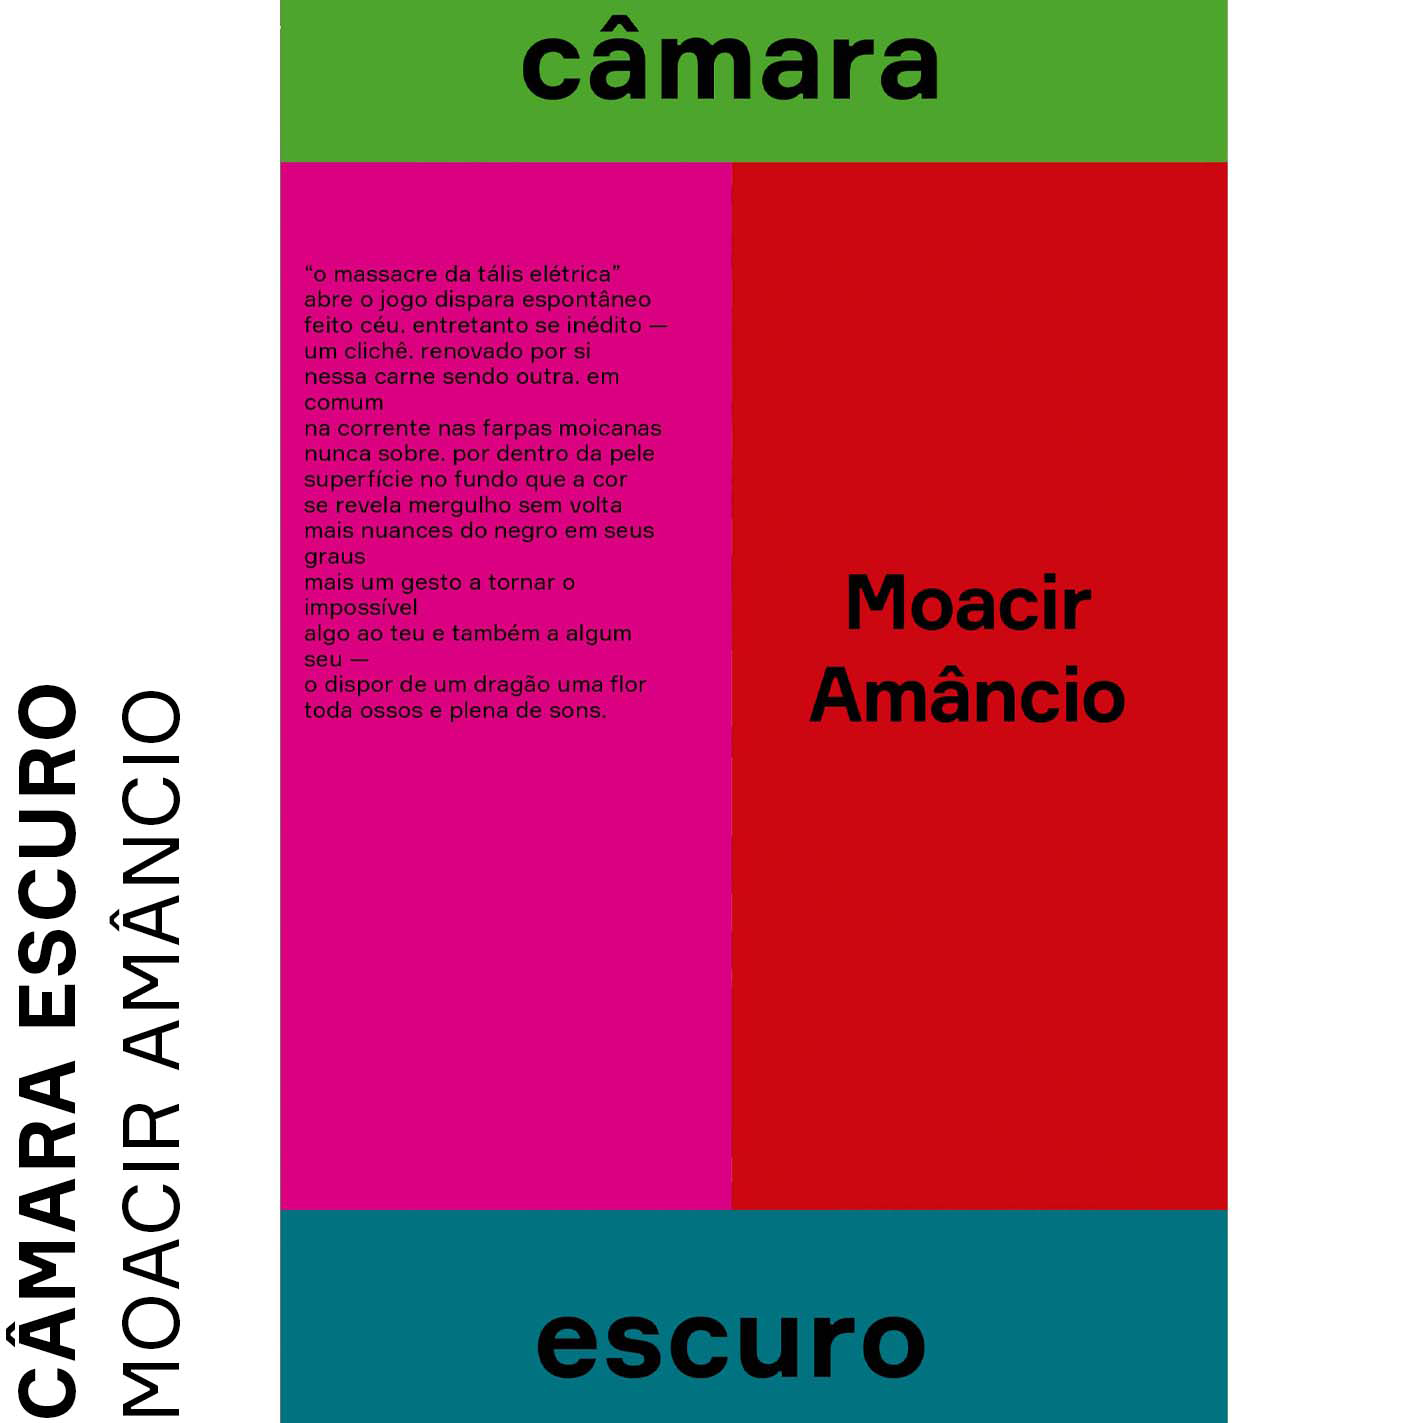 CÂMARA ESCURO
MOACIR AMÂNCIO
câmara
“o massacre da tális elétrica”
abre o jogo dispara espontâneo
feito céu. entretanto se inédito —
um clichê. renovado por si
nessa carne sendo outra. em
comum
na corrente nas farpas moicanas
nunca sobre. por dentro da pele
superfície no fundo que a cor
se revela mergulho sem volta
mais nuances do negro em seus
graus
mais um gesto a tornar o
impossível
algo ao teu e também a algum
seu —
o dispor de um dragão uma flor
toda ossos e plena de sons.
Moacir
Amâncio
escuro